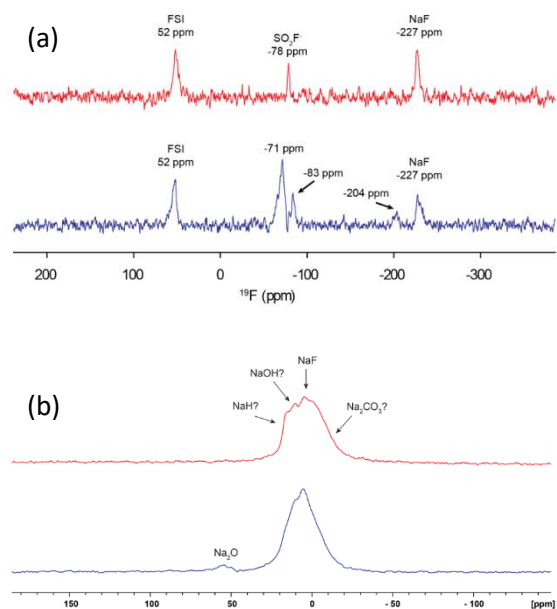 (a)
FSI
52 ppm
SO₂F⁻
-78 ppm
NaF
-227 ppm
FSI
52 ppm
-71 ppm
-83 ppm
-204 ppm
NaF
-227 ppm
200 100 0 -100 -200 -300
¹⁹F (ppm)
(b)
NaH?
NaOH?
NaF
Na₂CO₃?
Na₂O
150 100 50 0 -50 - 100 [ppm]